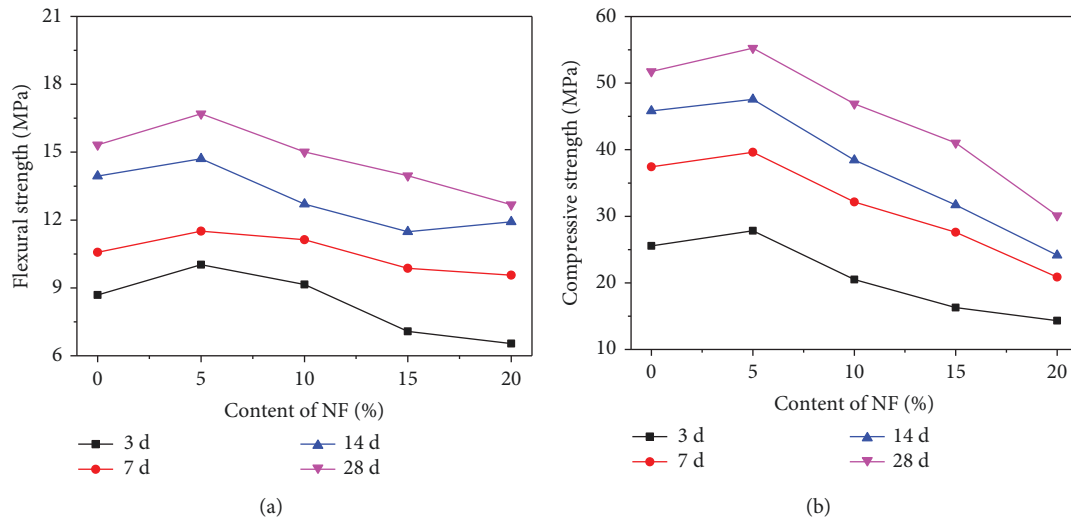 21
18
15
12
9
6
Flexural strength (MPa)
0 5 10 15 20
Content of NF (%)
3 d 14 d
7 d 28 d
(a)
60
50
40
30
20
10
Compressive strength (MPa)
0 5 10 15 20
Content of NF (%)
3 d 14 d
7 d 28 d
(b)